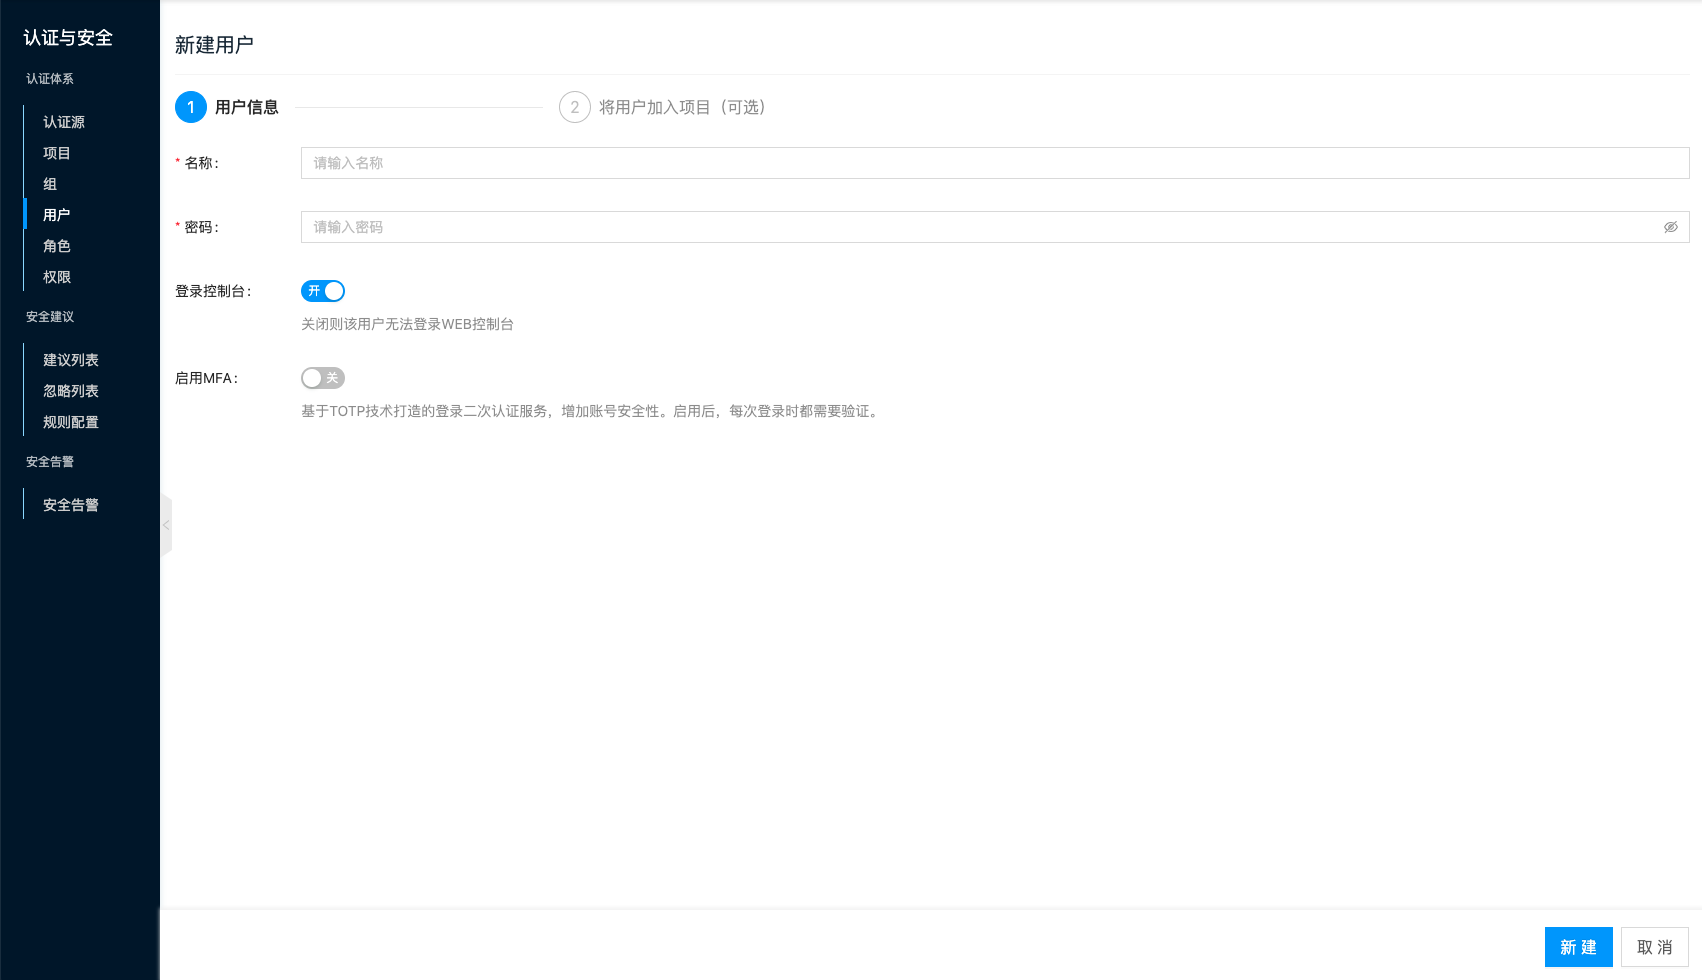 认证与安全
认证体系
认证源
项目
组
用户
角色
权限
安全建议
建议列表
忽略列表
规则配置
安全告警
安全告警
新建用户
1 用户信息
2 将用户加入项目（可选）
* 名称： 请输入名称
* 密码： 请输入密码
登录控制台： 开
关闭则该用户无法登录WEB控制台
启用MFA： 关
基于TOTP技术打造的登录二次认证服务，增加账号安全性。启用后，每次登录时都需要验证。
新 建 取 消